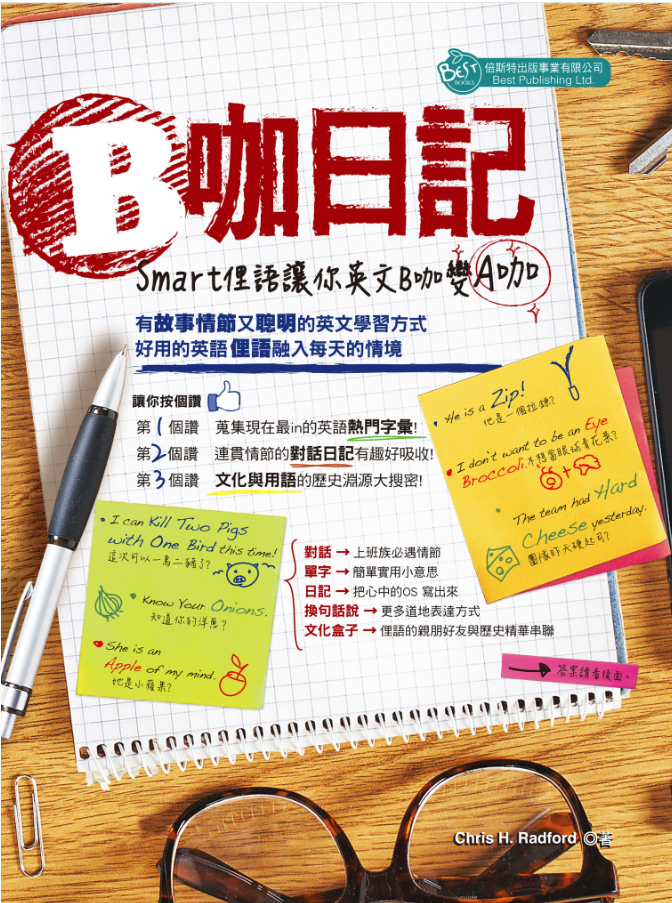 BEST
BOOKS
倍斯特出版事業有限公司
Best Publishing Ltd.
B咖日記
Smart俚語讓你英文B咖變A咖
有故事情節又聰明的英文學習方式
好用的英語俚語融入每天的情境
讓你按個讚
第1個讚 蒐集現在最in的英語熱門字彙!
第2個讚 連貫情節的對話日記有趣好吸收!
第3個讚 文化與用語的歷史淵源大搜密!
• He is a Zip!
他是一個拉鍊?
• I don't want to be an Eye
Broccoli.不想當眼球青花菜?
• The team had Hard
Cheese yesterday.
團隊昨天硬起司?
• I can Kill Two Pigs
with One Bird this time!
這次可以一鳥二豬了?
• Know Your Onions.
知道你的洋蔥?
• She is an
Apple of my mind.
她是小蘋果?
對話 → 上班族必遇情節
單字 → 簡單實用小意思
日記 → 把心中的OS 寫出來
換句話說 → 更多道地表達方式
文化盒子 → 俚語的親朋好友與歷史精華串聯
答案請看後面。
Chris H. Radford ◎著